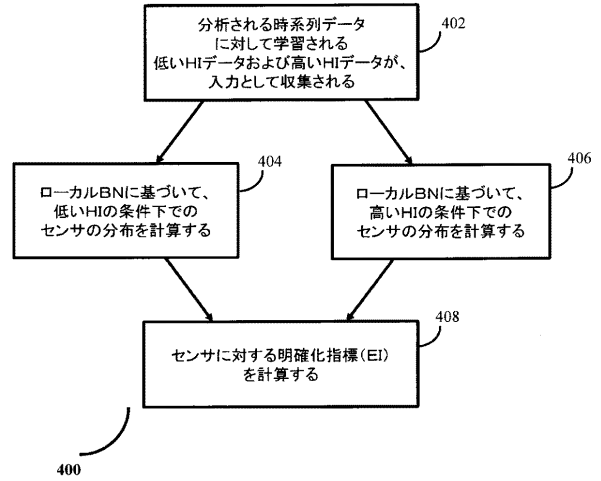 分析される時系列データ
に対して学習される
低いHIデータおよび高いHIデータが、
入力として収集される
402
404
ローカルBNに基づいて、
低いHIの条件下での
センサの分布を計算する
406
ローカルBNに基づいて、
高いHIの条件下での
センサの分布を計算する
408
センサに対する明確化指標(EI)
を計算する
400